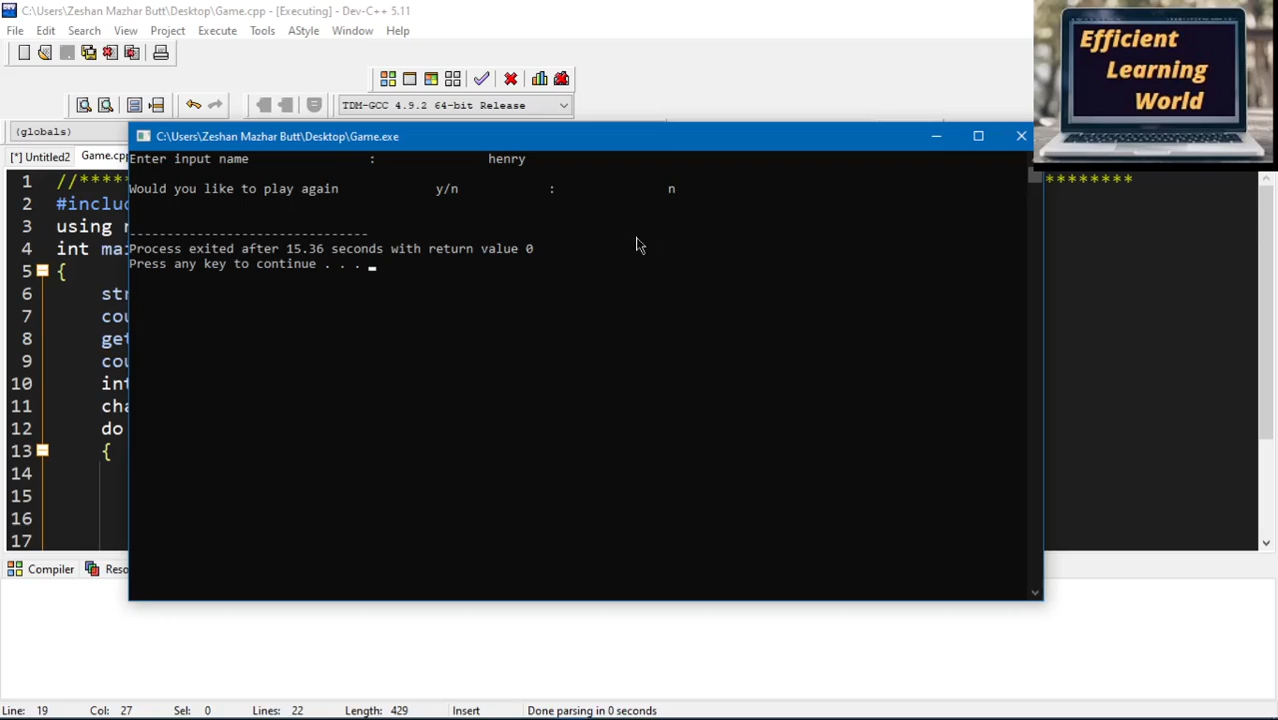 C:\Users\Zeshan Mazhar Butt\Desktop\Game.cpp - [Executing] - Dev-C++ 5.11
File Edit Search View Project Execute Tools AStyle Window Help
TDM-GCC 4.9.2 64-bit Release
(globals)
[*] Untitled2 Game.cpp
C:\Users\Zeshan Mazhar Butt\Desktop\Game.exe
Enter input name : henry
Would you like to play again y/n : n
--------------------------------
Process exited after 15.36 seconds with return value 0
Press any key to continue . . .
1 //***** ********
2 #includ
3 using n
4 int mai
5 {
6 str
7 cou
8 get
9 cou
10 int
11 cha
12 do
13 {
14
15
16
17
Compiler Reso
Line: 19 Col: 27 Sel: 0 Lines: 22 Length: 429 Insert Done parsing in 0 seconds
Efficient
Learning
World